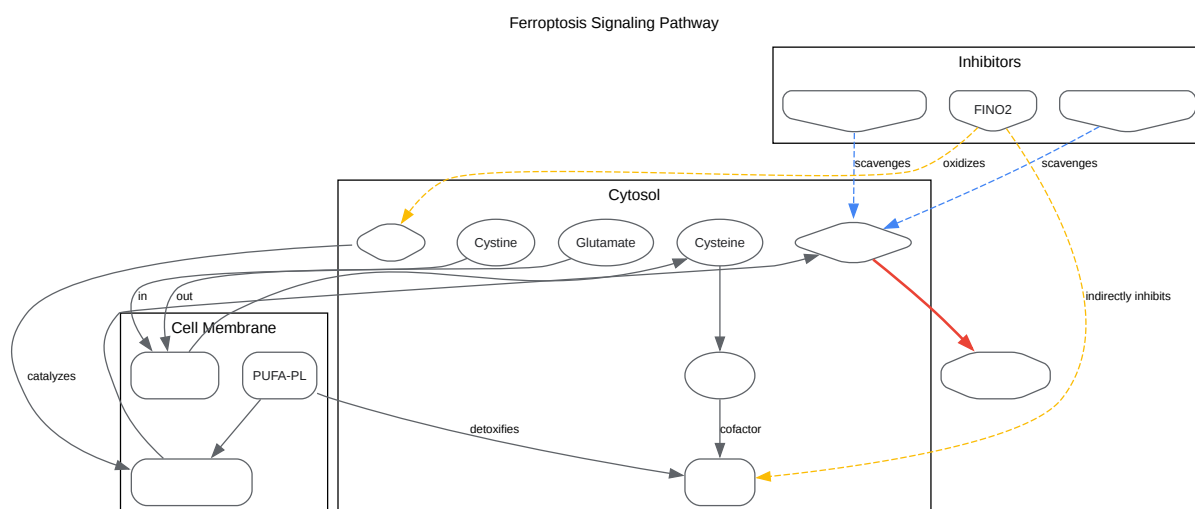 Ferroptosis Signaling Pathway
Inhibitors
FINO2
scavenges
oxidizes
scavenges
Cytosol
Cystine
Glutamate
Cysteine
in
out
indirectly inhibits
Cell Membrane
catalyzes
PUFA-PL
detoxifies
cofactor